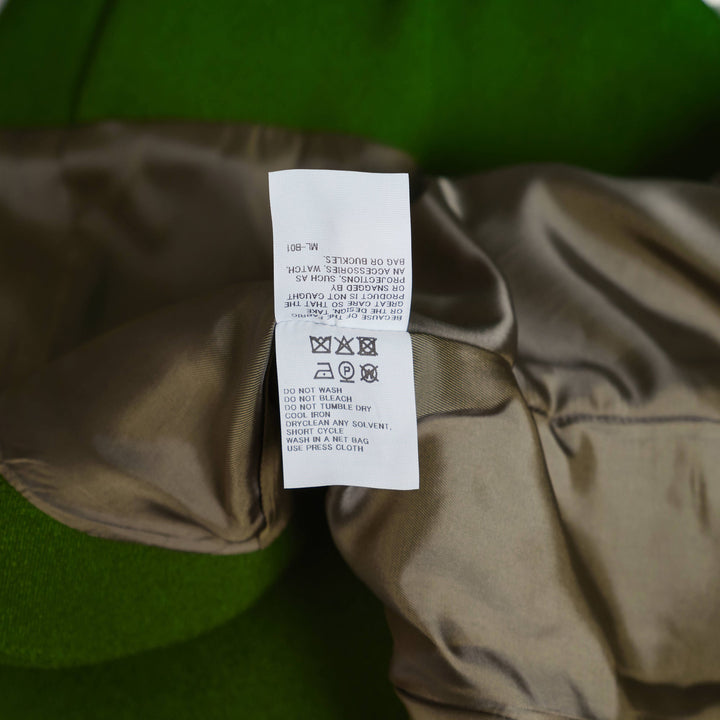 BECAUSE OF THE FABRIC
OR THE DESIGN, TAKE
GREAT CARE SO THAT THE
PRODUCT IS NOT CAUGHT
OR SNAGGED BY
PROJECTIONS, SUCH AS
AN ACCESSORIES, WATCH,
BAG OR BUCKLES.
ML-B01
P W
DO NOT WASH
DO NOT BLEACH
DO NOT TUMBLE DRY
COOL IRON
DRYCLEAN ANY SOLVENT,
SHORT CYCLE
WASH IN A NET BAG
USE PRESS CLOTH